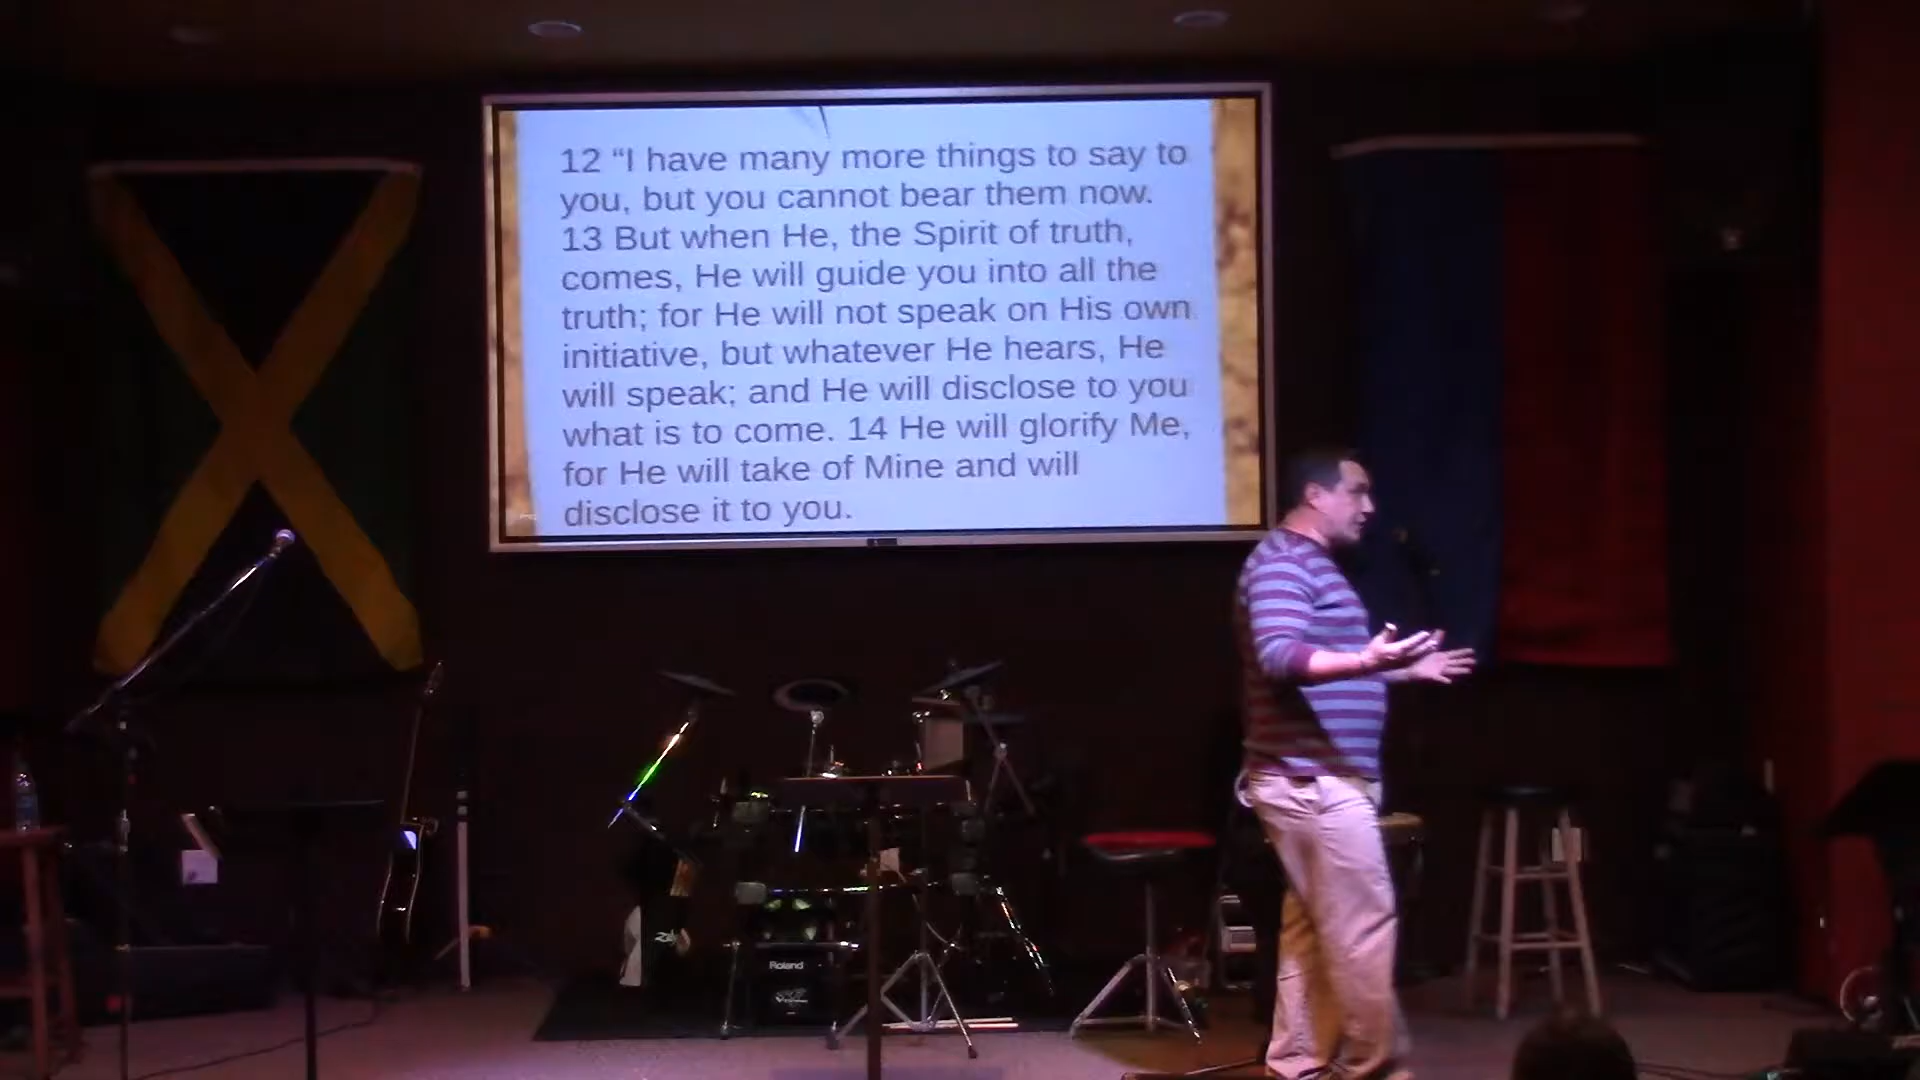 12 “I have many more things to say to
you, but you cannot bear them now.
13 But when He, the Spirit of truth,
comes, He will guide you into all the
truth; for He will not speak on His own
initiative, but whatever He hears, He
will speak; and He will disclose to you
what is to come. 14 He will glorify Me,
for He will take of Mine and will
disclose it to you.
Roland